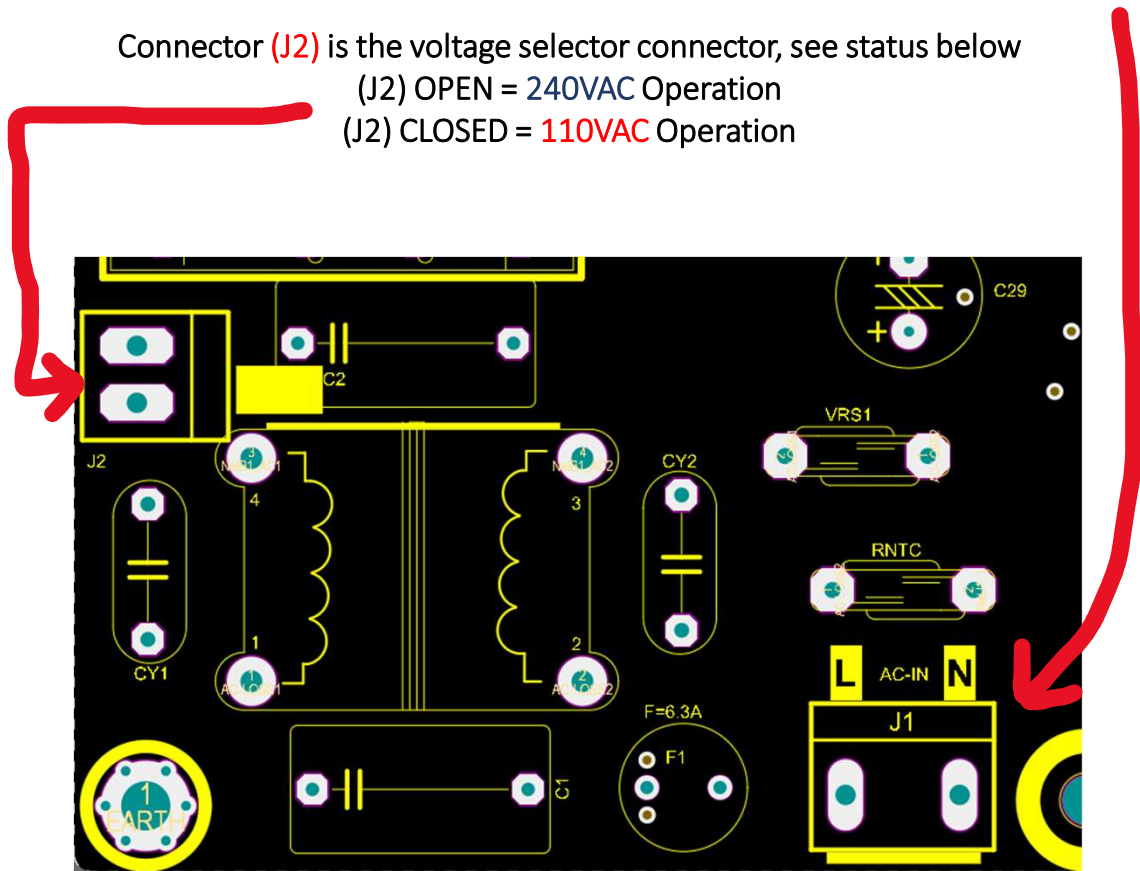 Connector (J2) is the voltage selector connector, see status below
(J2) OPEN = 240VAC Operation
(J2) CLOSED = 110VAC Operation
C29
+
C2
VRS1
J2
CY2
4
3
RNTC
1
2
CY1
L AC-IN N
F=6.3A
J1
F1
C1
1
EARTH